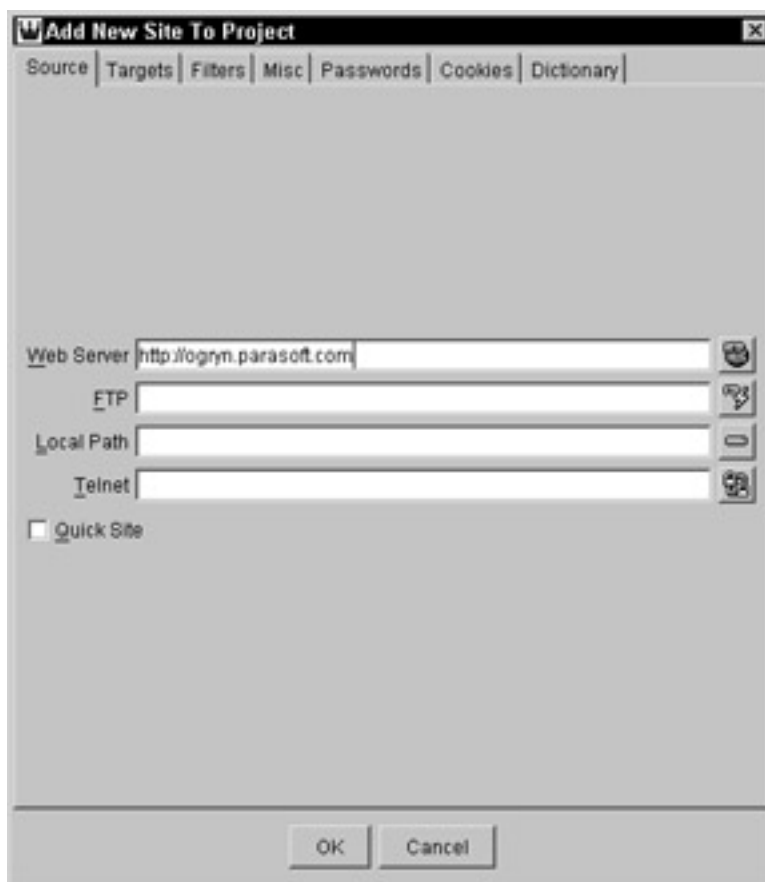 Add New Site To Project
Source Targets Filters Misc Passwords Cookies Dictionary
Web Server http://ogryn.parasoft.com
FTP
Local Path
Telnet
Quick Site
OK Cancel